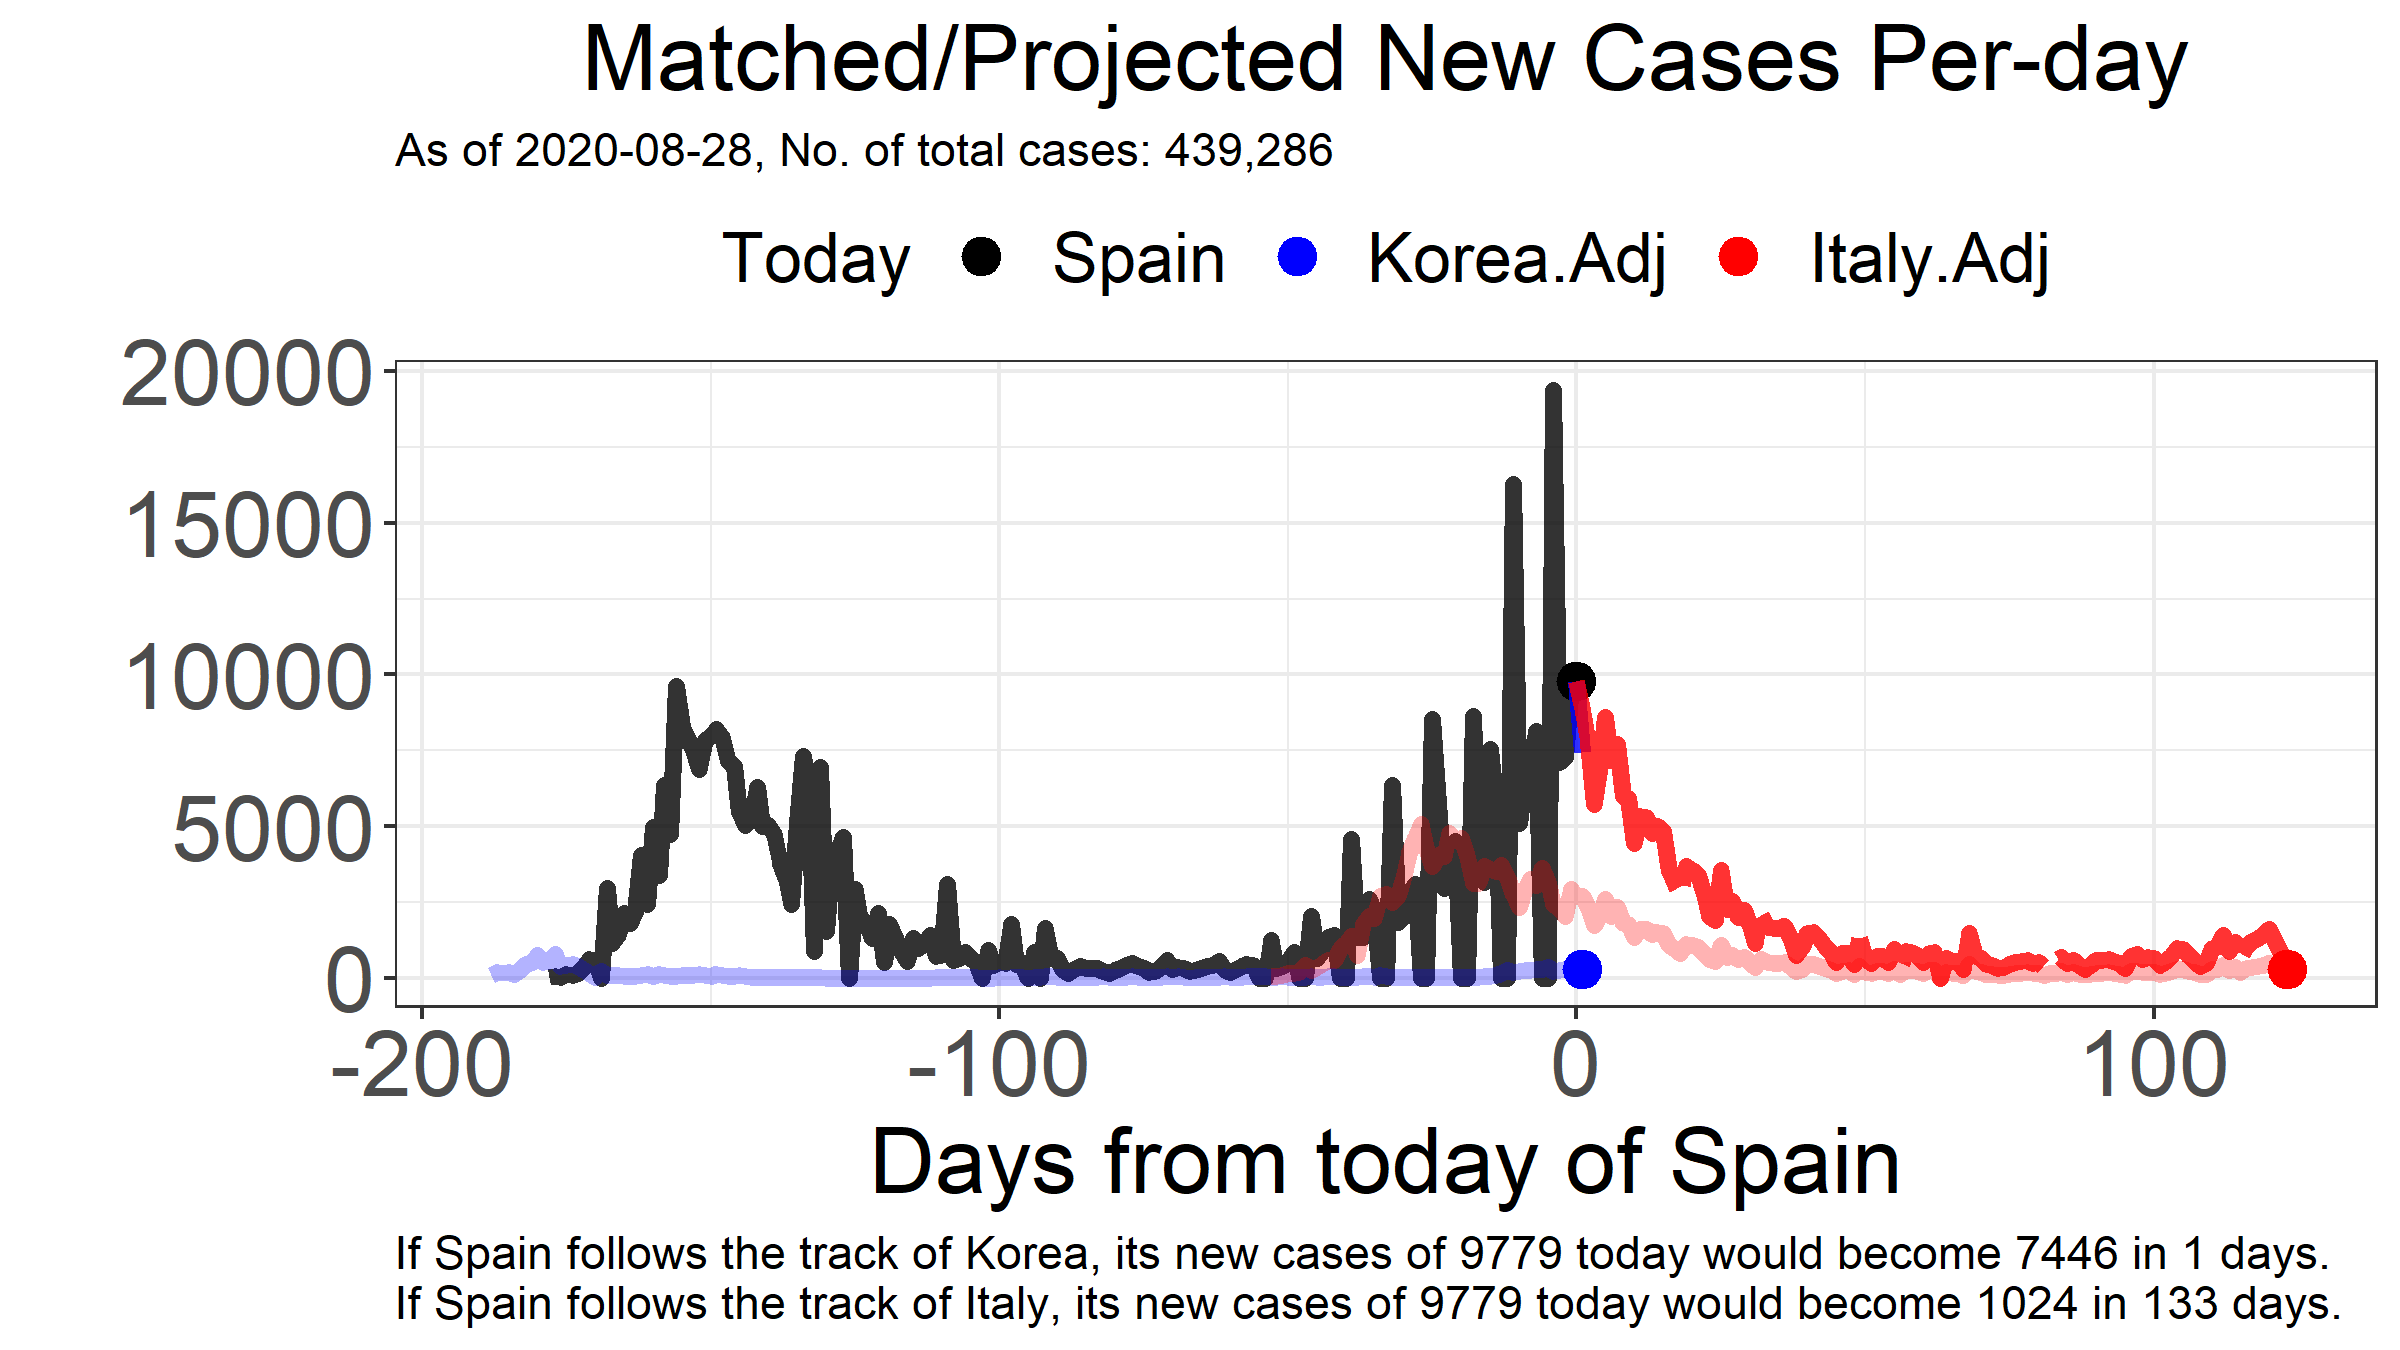 Matched/Projected New Cases Per-day
As of 2020-08-28, No. of total cases: 439,286
Today Spain Korea.Adj Italy.Adj
20000
15000
10000
5000
0
-200 -100 0 100
Days from today of Spain
If Spain follows the track of Korea, its new cases of 9779 today would become 7446 in 1 days.
If Spain follows the track of Italy, its new cases of 9779 today would become 1024 in 133 days.